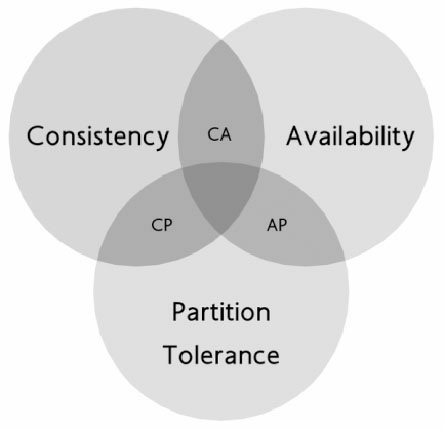 Consistency
CA
Availability
CP
AP
Partition
Tolerance